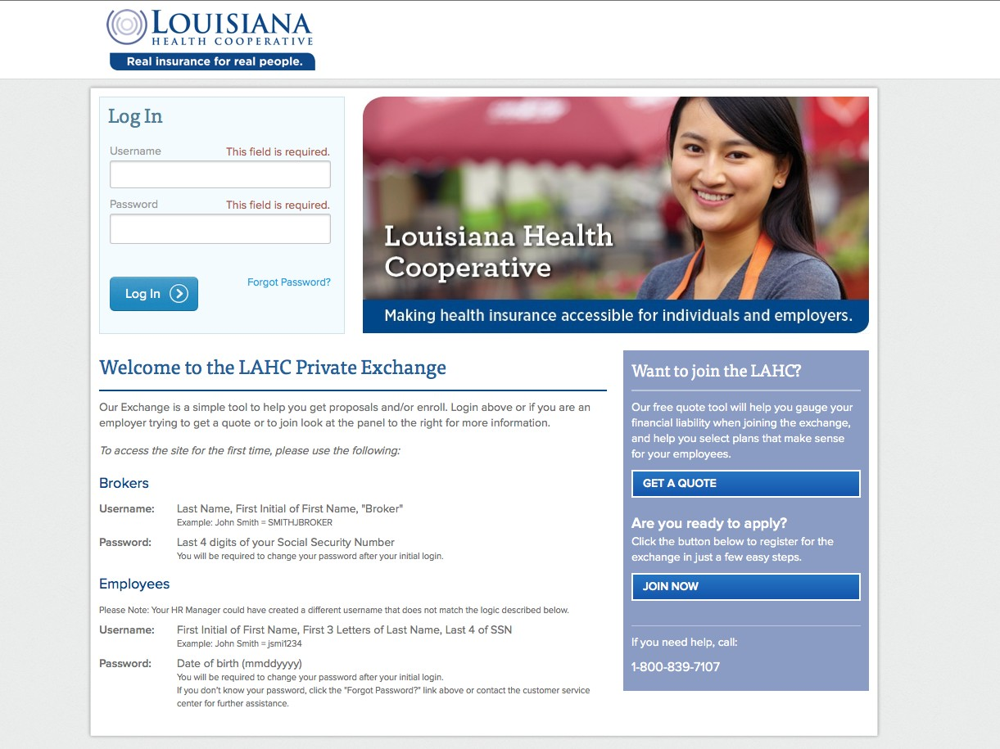 LOUISIANA
HEALTH COOPERATIVE
Real insurance for real people.
Log In
Username This field is required.
Password This field is required.
Log In
Forgot Password?
Louisiana Health
Cooperative
Making health insurance accessible for individuals and employers.
Welcome to the LAHC Private Exchange
Our Exchange is a simple tool to help you get proposals and/or enroll. Login above or if you are an
employer trying to get a quote or to join look at the panel to the right for more information.
To access the site for the first time, please use the following:
Brokers
Username: Last Name, First Initial of First Name, "Broker"
Example: John Smith = SMITHJBROKER
Password: Last 4 digits of your Social Security Number
You will be required to change your password after your initial login.
Employees
Please Note: Your HR Manager could have created a different username that does not match the logic described below.
Username: First Initial of First Name, First 3 Letters of Last Name, Last 4 of SSN
Example: John Smith = jsmi1234
Password: Date of birth (mmddyyyy)
You will be required to change your password after your initial login.
If you don't know your password, click the "Forgot Password?" link above or contact the customer service
center for further assistance.
Want to join the LAHC?
Our free quote tool will help you gauge your
financial liability when joining the exchange,
and help you select plans that make sense
for your employees.
GET A QUOTE
Are you ready to apply?
Click the button below to register for the
exchange in just a few easy steps.
JOIN NOW
If you need help, call:
1-800-839-7107